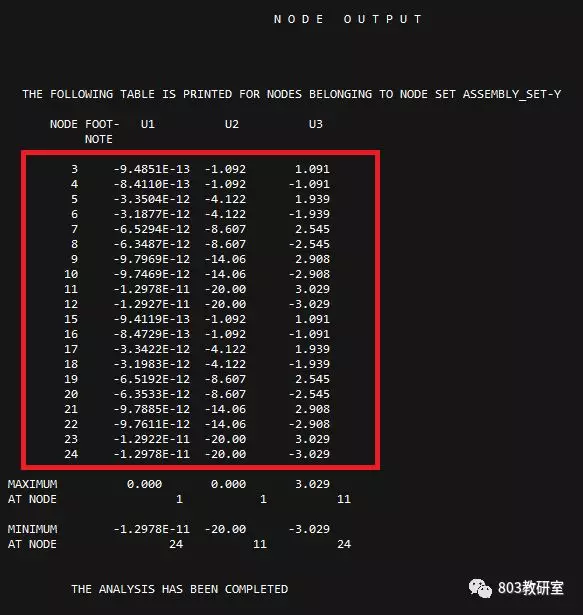 N O D E   O U T P U T
THE FOLLOWING TABLE IS PRINTED FOR NODES BELONGING TO NODE SET ASSEMBLY_SET-Y
NODE FOOT-   U1          U2          U3
NOTE
3     -9.4851E-13  -1.092       1.091
4     -8.4110E-13  -1.092      -1.091
5     -3.3504E-12  -4.122       1.939
6     -3.1877E-12  -4.122      -1.939
7     -6.5294E-12  -8.607       2.545
8     -6.3487E-12  -8.607      -2.545
9     -9.7969E-12  -14.06       2.908
10     -9.7469E-12  -14.06      -2.908
11     -1.2978E-11  -20.00       3.029
12     -1.2927E-11  -20.00      -3.029
15     -9.4119E-13  -1.092       1.091
16     -8.4729E-13  -1.092      -1.091
17     -3.3422E-12  -4.122       1.939
18     -3.1983E-12  -4.122      -1.939
19     -6.5192E-12  -8.607       2.545
20     -6.3533E-12  -8.607      -2.545
21     -9.7885E-12  -14.06       2.908
22     -9.7611E-12  -14.06      -2.908
23     -1.2922E-11  -20.00       3.029
24     -1.2978E-11  -20.00      -3.029
MAXIMUM          0.000       0.000       3.029
AT NODE                 1           1          11
MINIMUM        -1.2978E-11  -20.00      -3.029
AT NODE                24          11          24
THE ANALYSIS HAS BEEN COMPLETED
803教研室